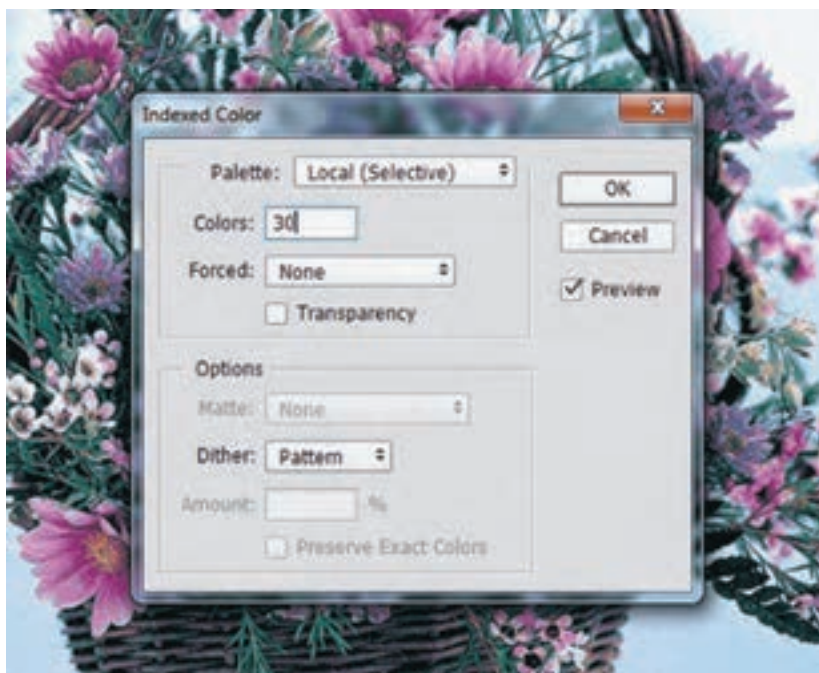 Indexed Color
Palette: Local (Selective)
OK
Colors: 30
Cancel
Forced: None
Preview
Transparency
Options
Matte: None
Dither: Pattern
Amount: %
Preserve Exact Colors